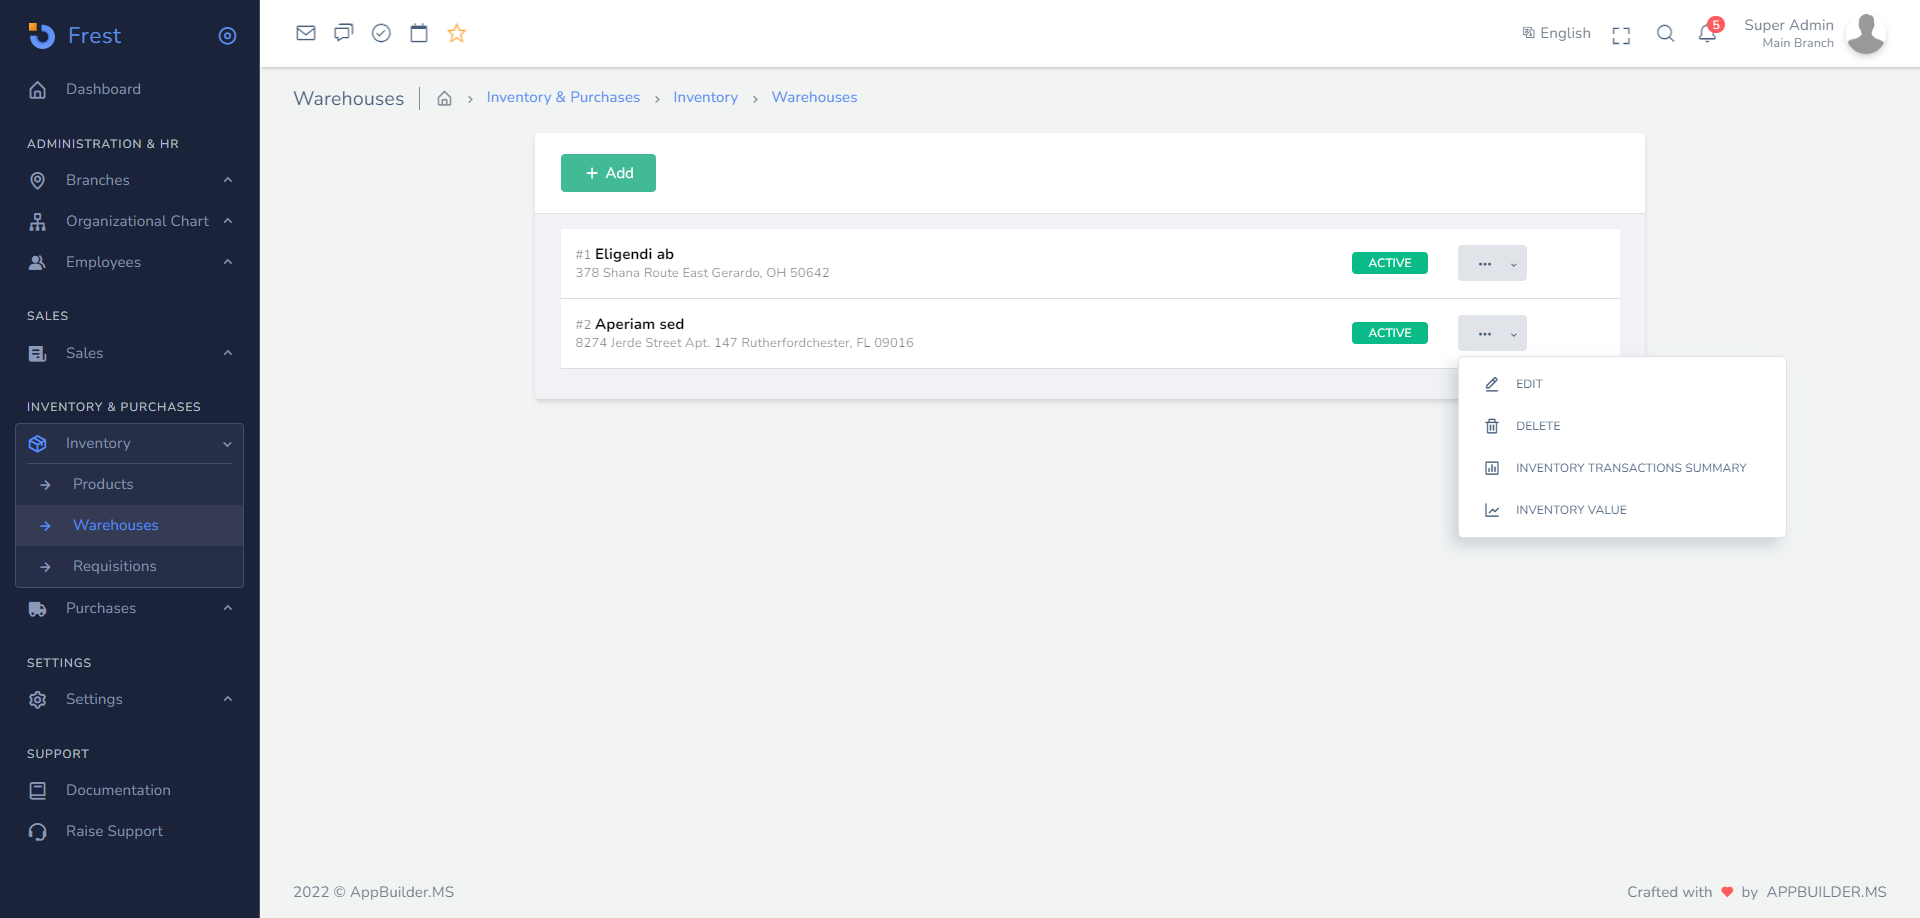 Frest
Dashboard
ADMINISTRATION & HR
Branches
Organizational Chart
Employees
SALES
Sales
INVENTORY & PURCHASES
Inventory
Products
Warehouses
Requisitions
Purchases
SETTINGS
Settings
SUPPORT
Documentation
Raise Support
English
5
Super Admin
Main Branch
Warehouses
Inventory & Purchases
Inventory
Warehouses
Add
#1 Eligendi ab
378 Shana Route East Gerardo, OH 50642
ACTIVE
#2 Aperiam sed
8274 Jerde Street Apt. 147 Rutherfordchester, FL 09016
ACTIVE
EDIT
DELETE
INVENTORY TRANSACTIONS SUMMARY
INVENTORY VALUE
2022 © AppBuilder.MS
Crafted with by APPBUILDER.MS